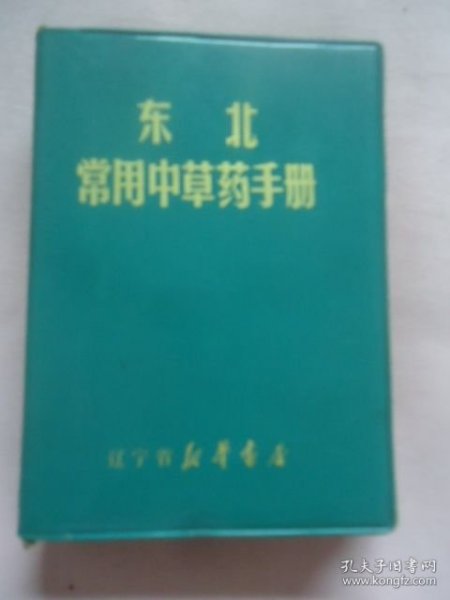 东 北
常用中草药手册
辽宁省新华书店
孔夫子旧书网
www.kongfz.com